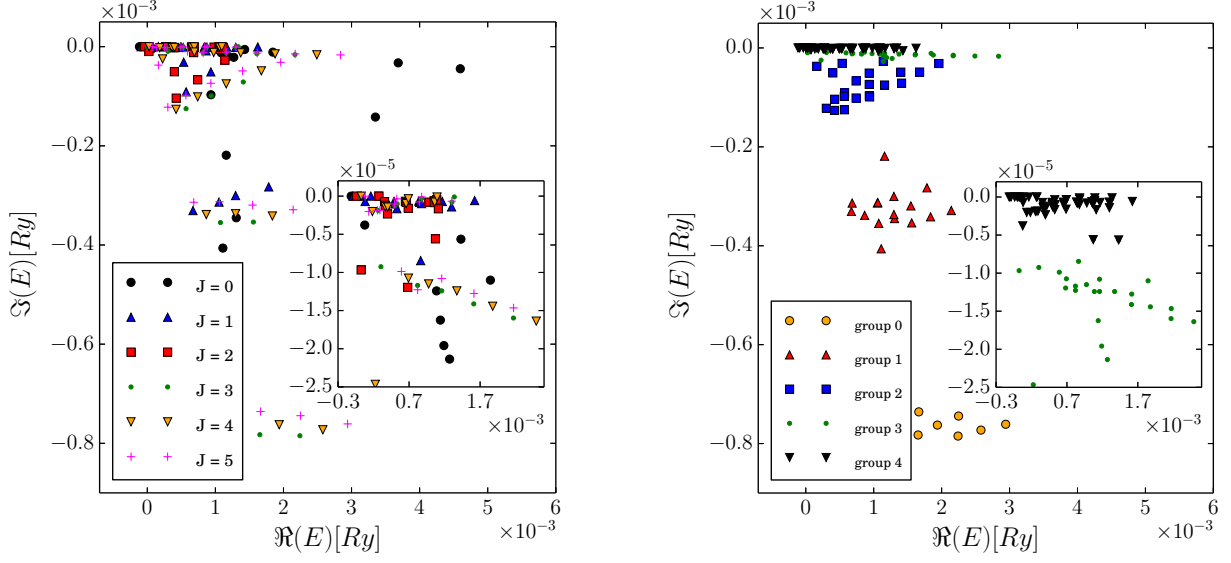 ×10⁻³
0.0
−0.2
−0.4
−0.6
−0.8
ℑ(E)[Ry]
0 1 2 3 4 5 6
×10⁻³
ℜ(E)[Ry]
J = 0
J = 1
J = 2
J = 3
J = 4
J = 5
×10⁻⁵
0.0
−0.5
−1.0
−1.5
−2.0
−2.5
−0.3 0.7 1.7
×10⁻³
×10⁻³
0.0
−0.2
−0.4
−0.6
−0.8
ℑ(E)[Ry]
0 1 2 3 4 5 6
×10⁻³
ℜ(E)[Ry]
group 0
group 1
group 2
group 3
group 4
×10⁻⁵
0.0
−0.5
−1.0
−1.5
−2.0
−2.5
−0.3 0.7 1.7
×10⁻³